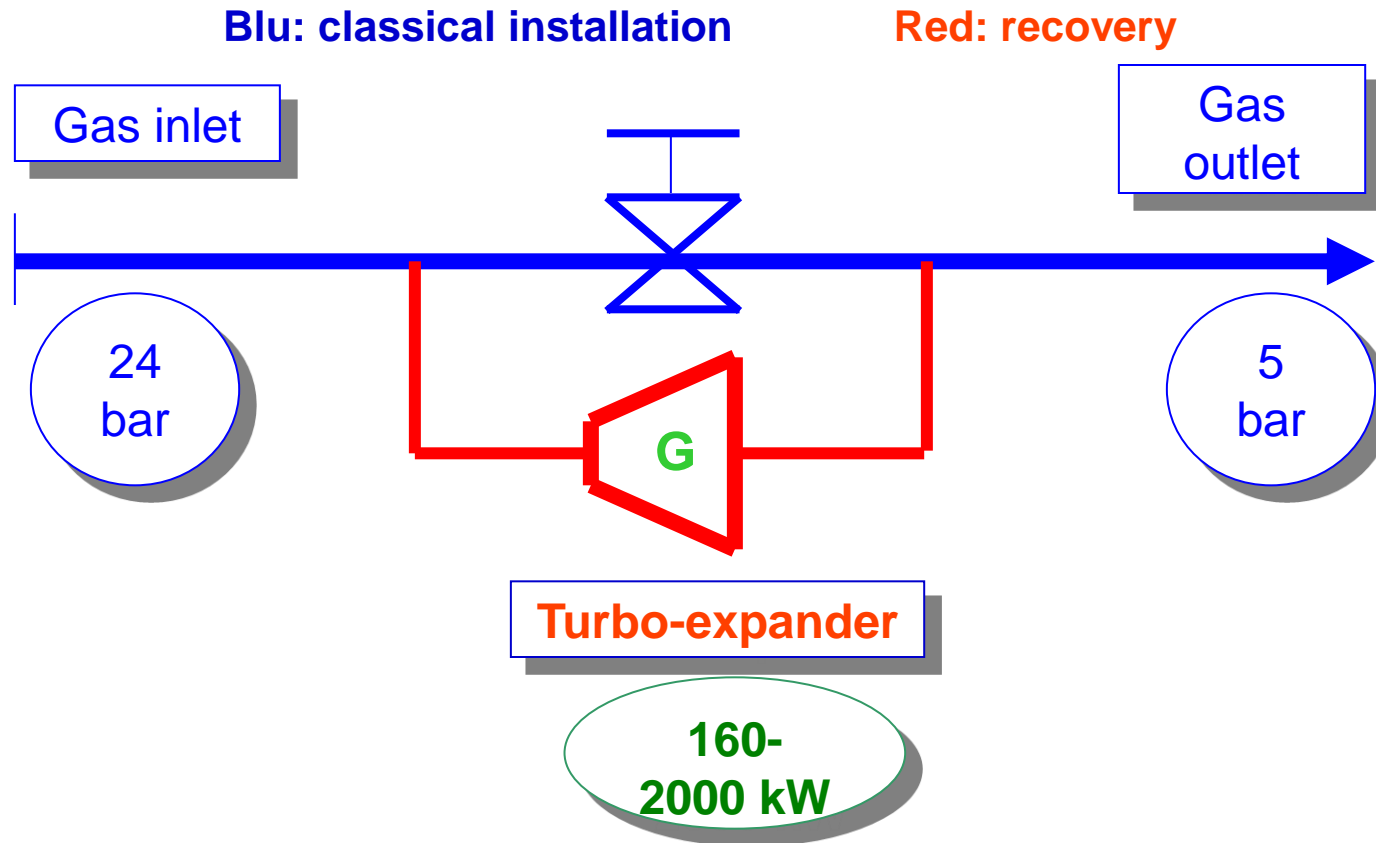 Blu: classical installation Red: recovery
Gas inlet
Gas
outlet
24
bar
5
bar
G
Turbo-expander
160-
2000 kW